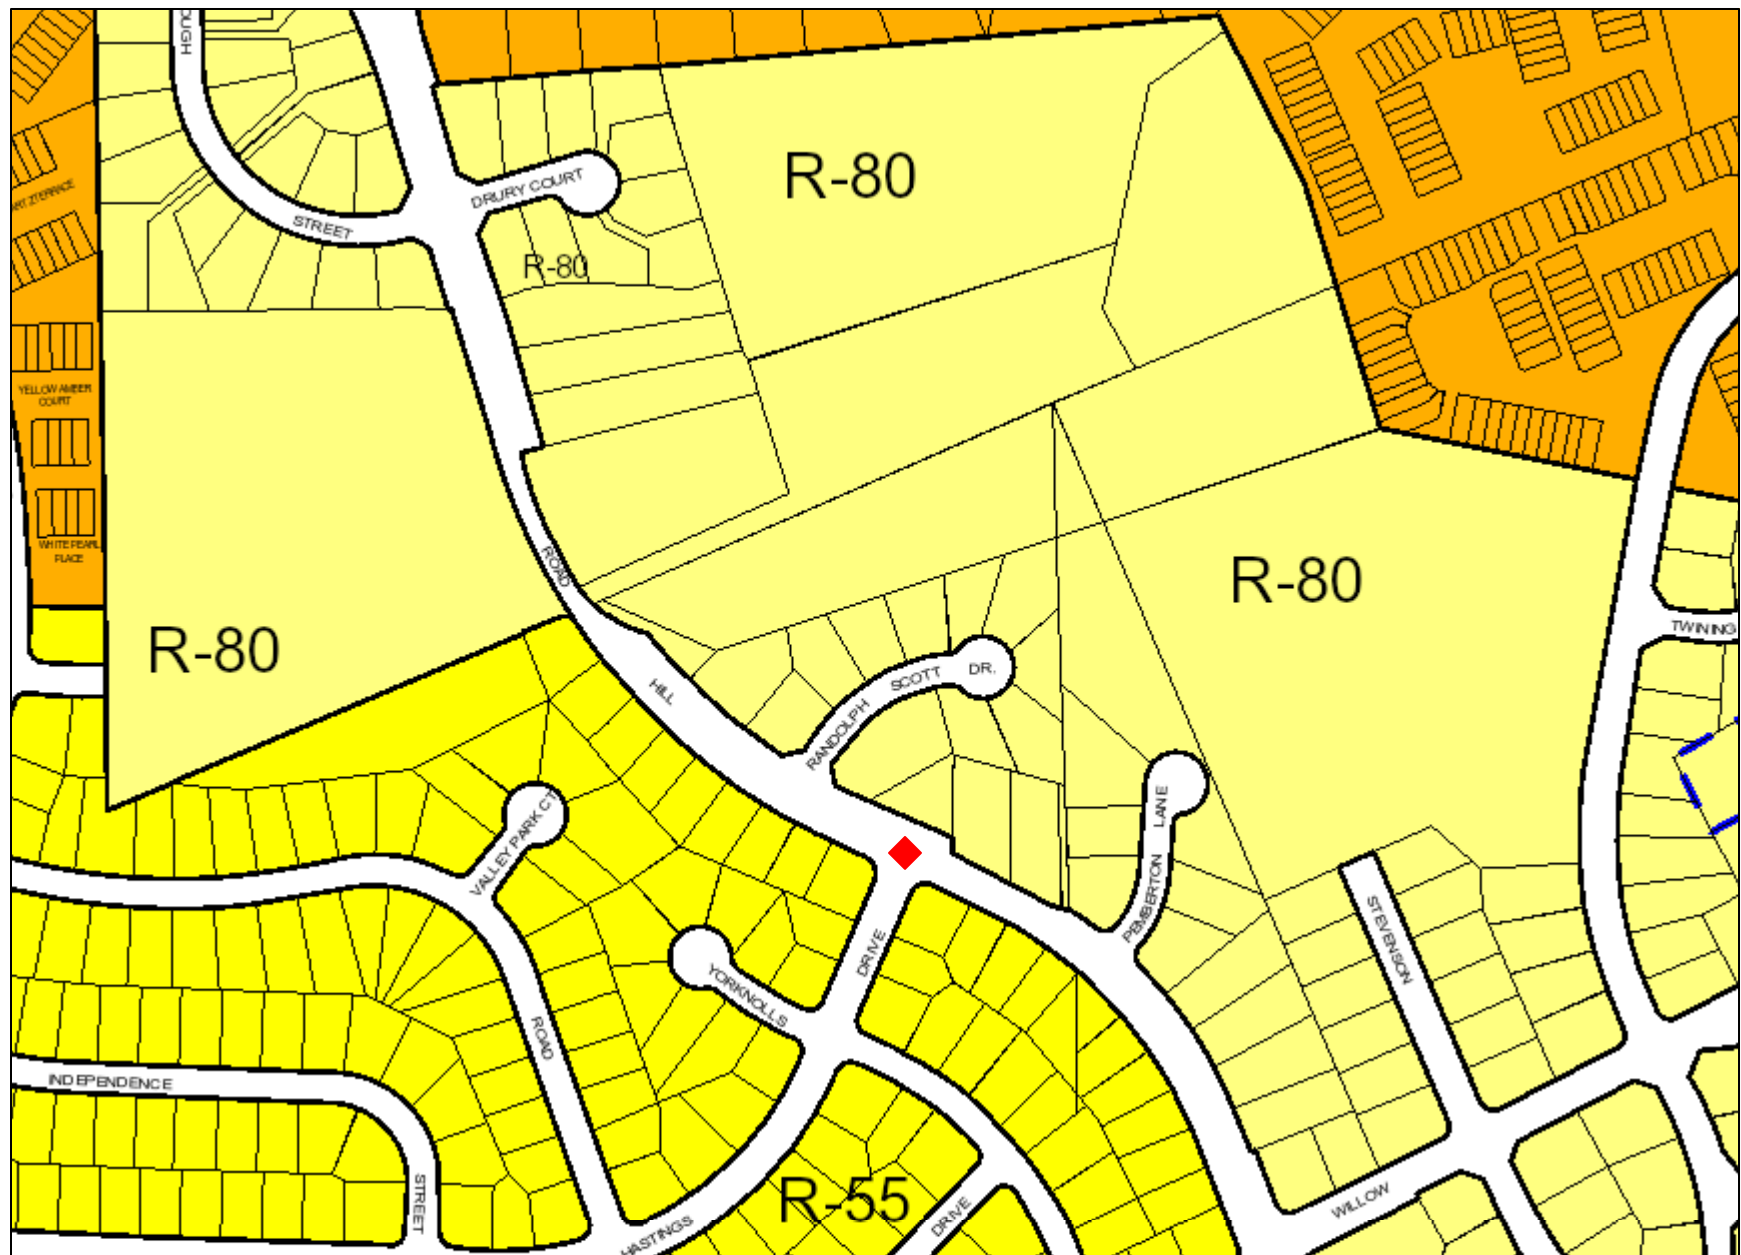 OUGH
R-80
DRURY COURT
STREET
R-80
YELLOW AMBER
COURT
WHITE PEARL
PLACE
ROAD
R-80
TWINING
R-80
SCOTT
DR.
HILL
RANDOLPH
VALLEY PARK CT
LANE
PEMBERTON
STEVENSON
DRIVE
YORKNOLLS
ROAD
INDEPENDENCE
STREET
R-55
WILLOW
DRIVE
HASTINGS